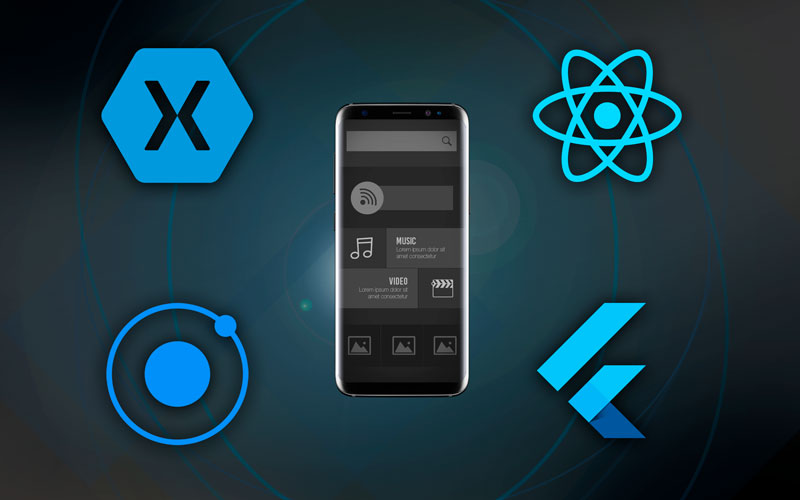 MUSIC
Lorem ipsum dolor sit
amet consectetur
VIDEO
Lorem ipsum dolor sit
amet consectetur